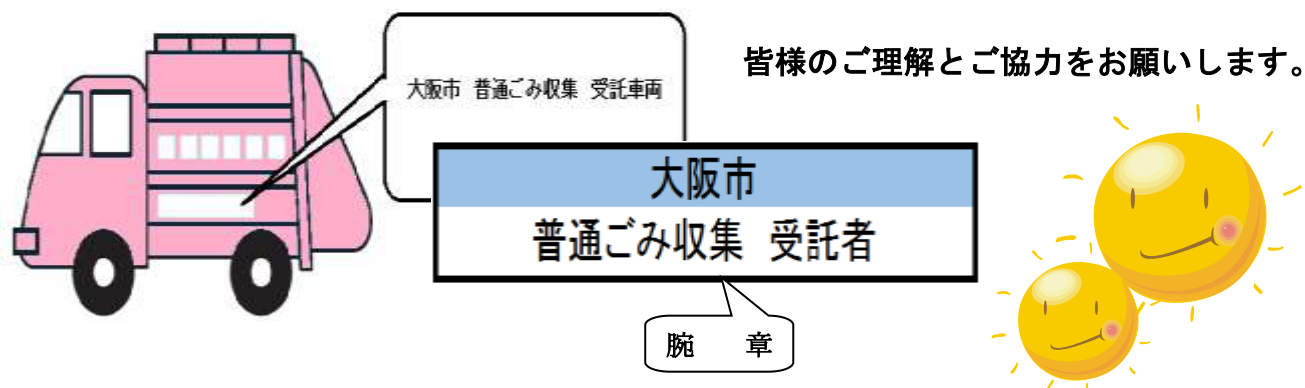 皆様のご理解とご協力をお願いします。
大阪市 普通ごみ収集 受託車両
大阪市
普通ごみ収集 受託者
腕 章